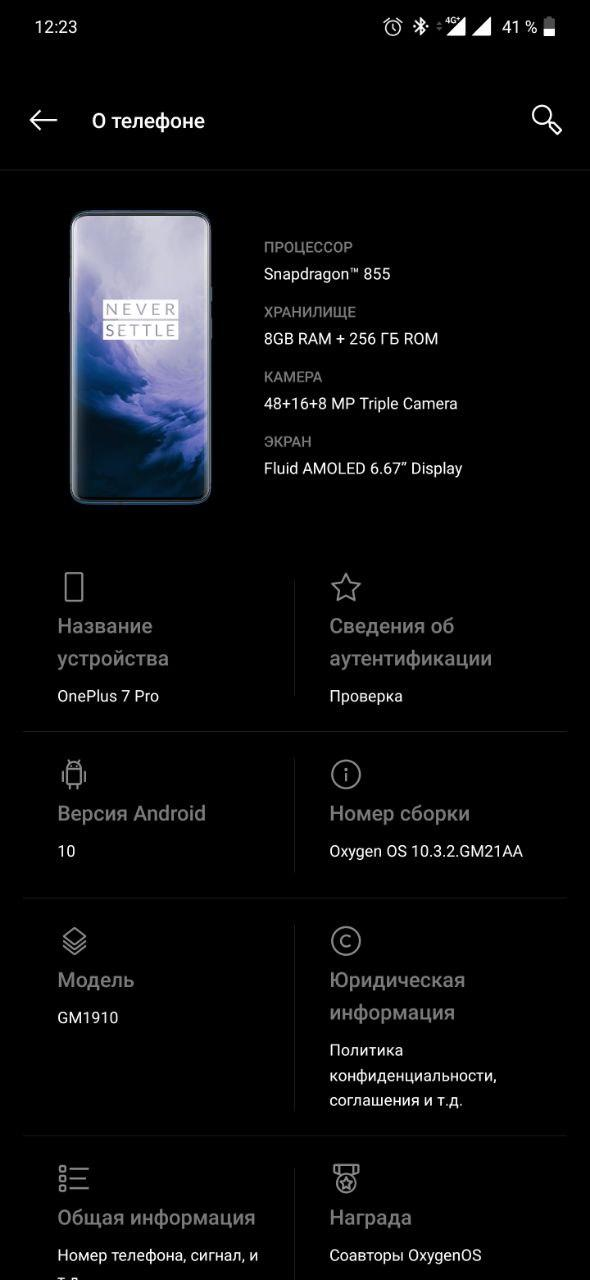 12:23
4G+
41 %
О телефоне
NEVER
SETTLE
ПРОЦЕССОР
Snapdragon™ 855
ХРАНИЛИЩЕ
8GB RAM + 256 ГБ ROM
КАМЕРА
48+16+8 MP Triple Camera
ЭКРАН
Fluid AMOLED 6.67” Display
Название
устройства
OnePlus 7 Pro
Сведения об
аутентификации
Проверка
Версия Android
10
Номер сборки
Oxygen OS 10.3.2.GM21AA
Модель
GM1910
Юридическая
информация
Политика
конфиденциальности,
соглашения и т.д.
Общая информация
Номер телефона, сигнал, и
т.д.
Награда
Соавторы OxygenOS